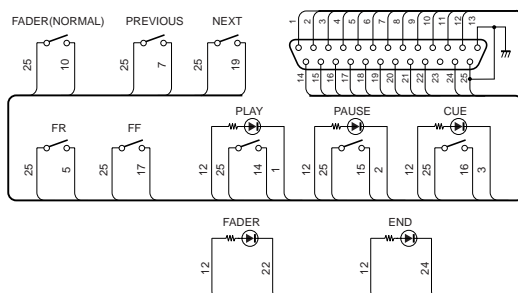 FADER(NORMAL) PREVIOUS NEXT
25 10 25 7 25 19
1 2 3 4 5 6 7 8 9 10 11 12 13
14 15 16 17 18 19 20 21 22 23 24 25
FR FF PLAY PAUSE CUE
25 5 25 17 12 25 14 1 12 25 15 2 12 25 16 3
FADER END
12 22 12 24